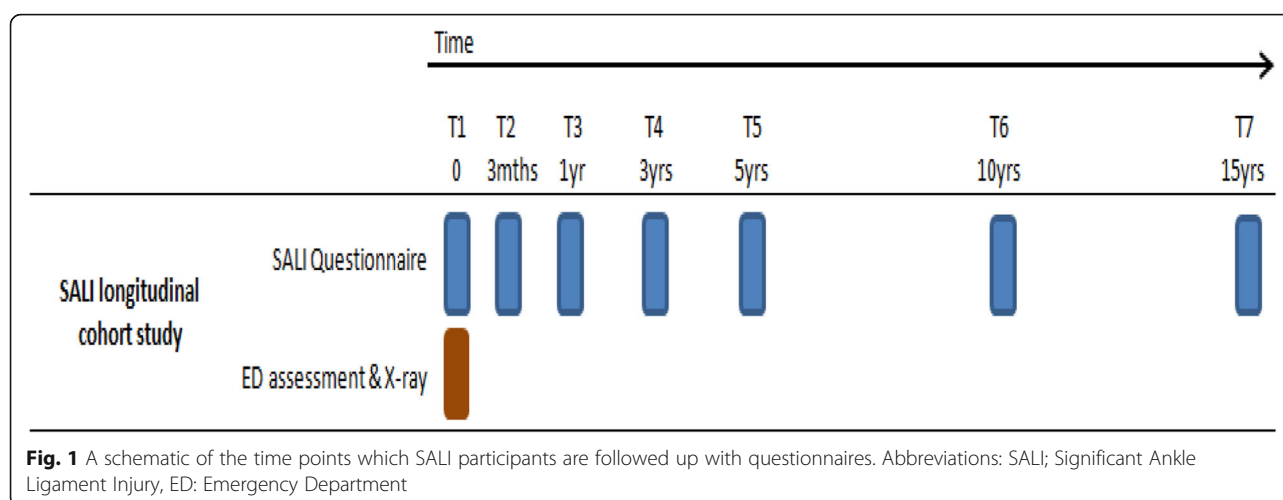 Time
T1 T2 T3 T4 T5 T6 T7
0 3mths 1yr 3yrs 5yrs 10yrs 15yrs
SALI Questionnaire
SALI longitudinal
cohort study
ED assessment & X-ray
Fig. 1 A schematic of the time points which SALI participants are followed up with questionnaires. Abbreviations: SALI; Significant Ankle
Ligament Injury, ED: Emergency Department